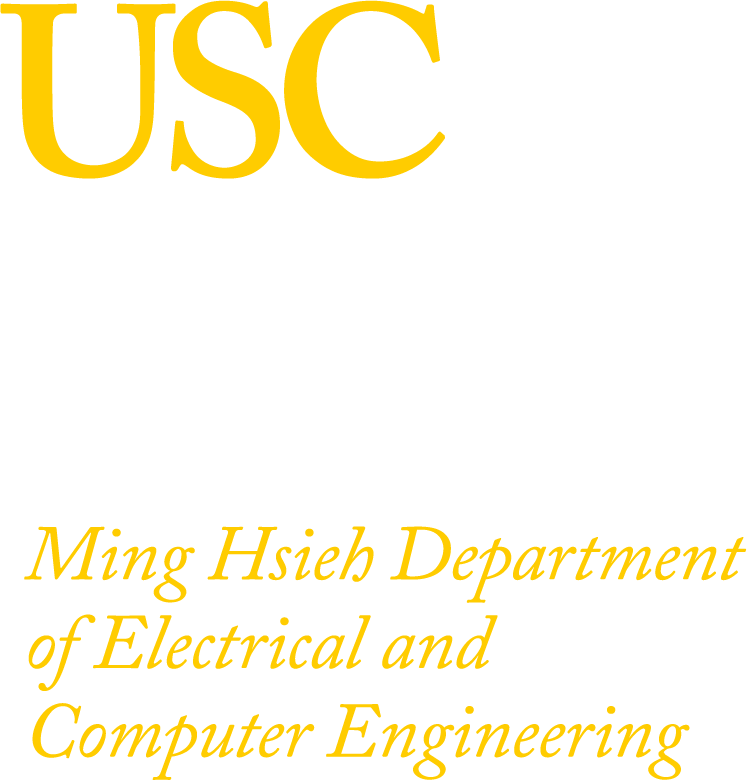 USC
Ming Hsieh Department
of Electrical and
Computer Engineering